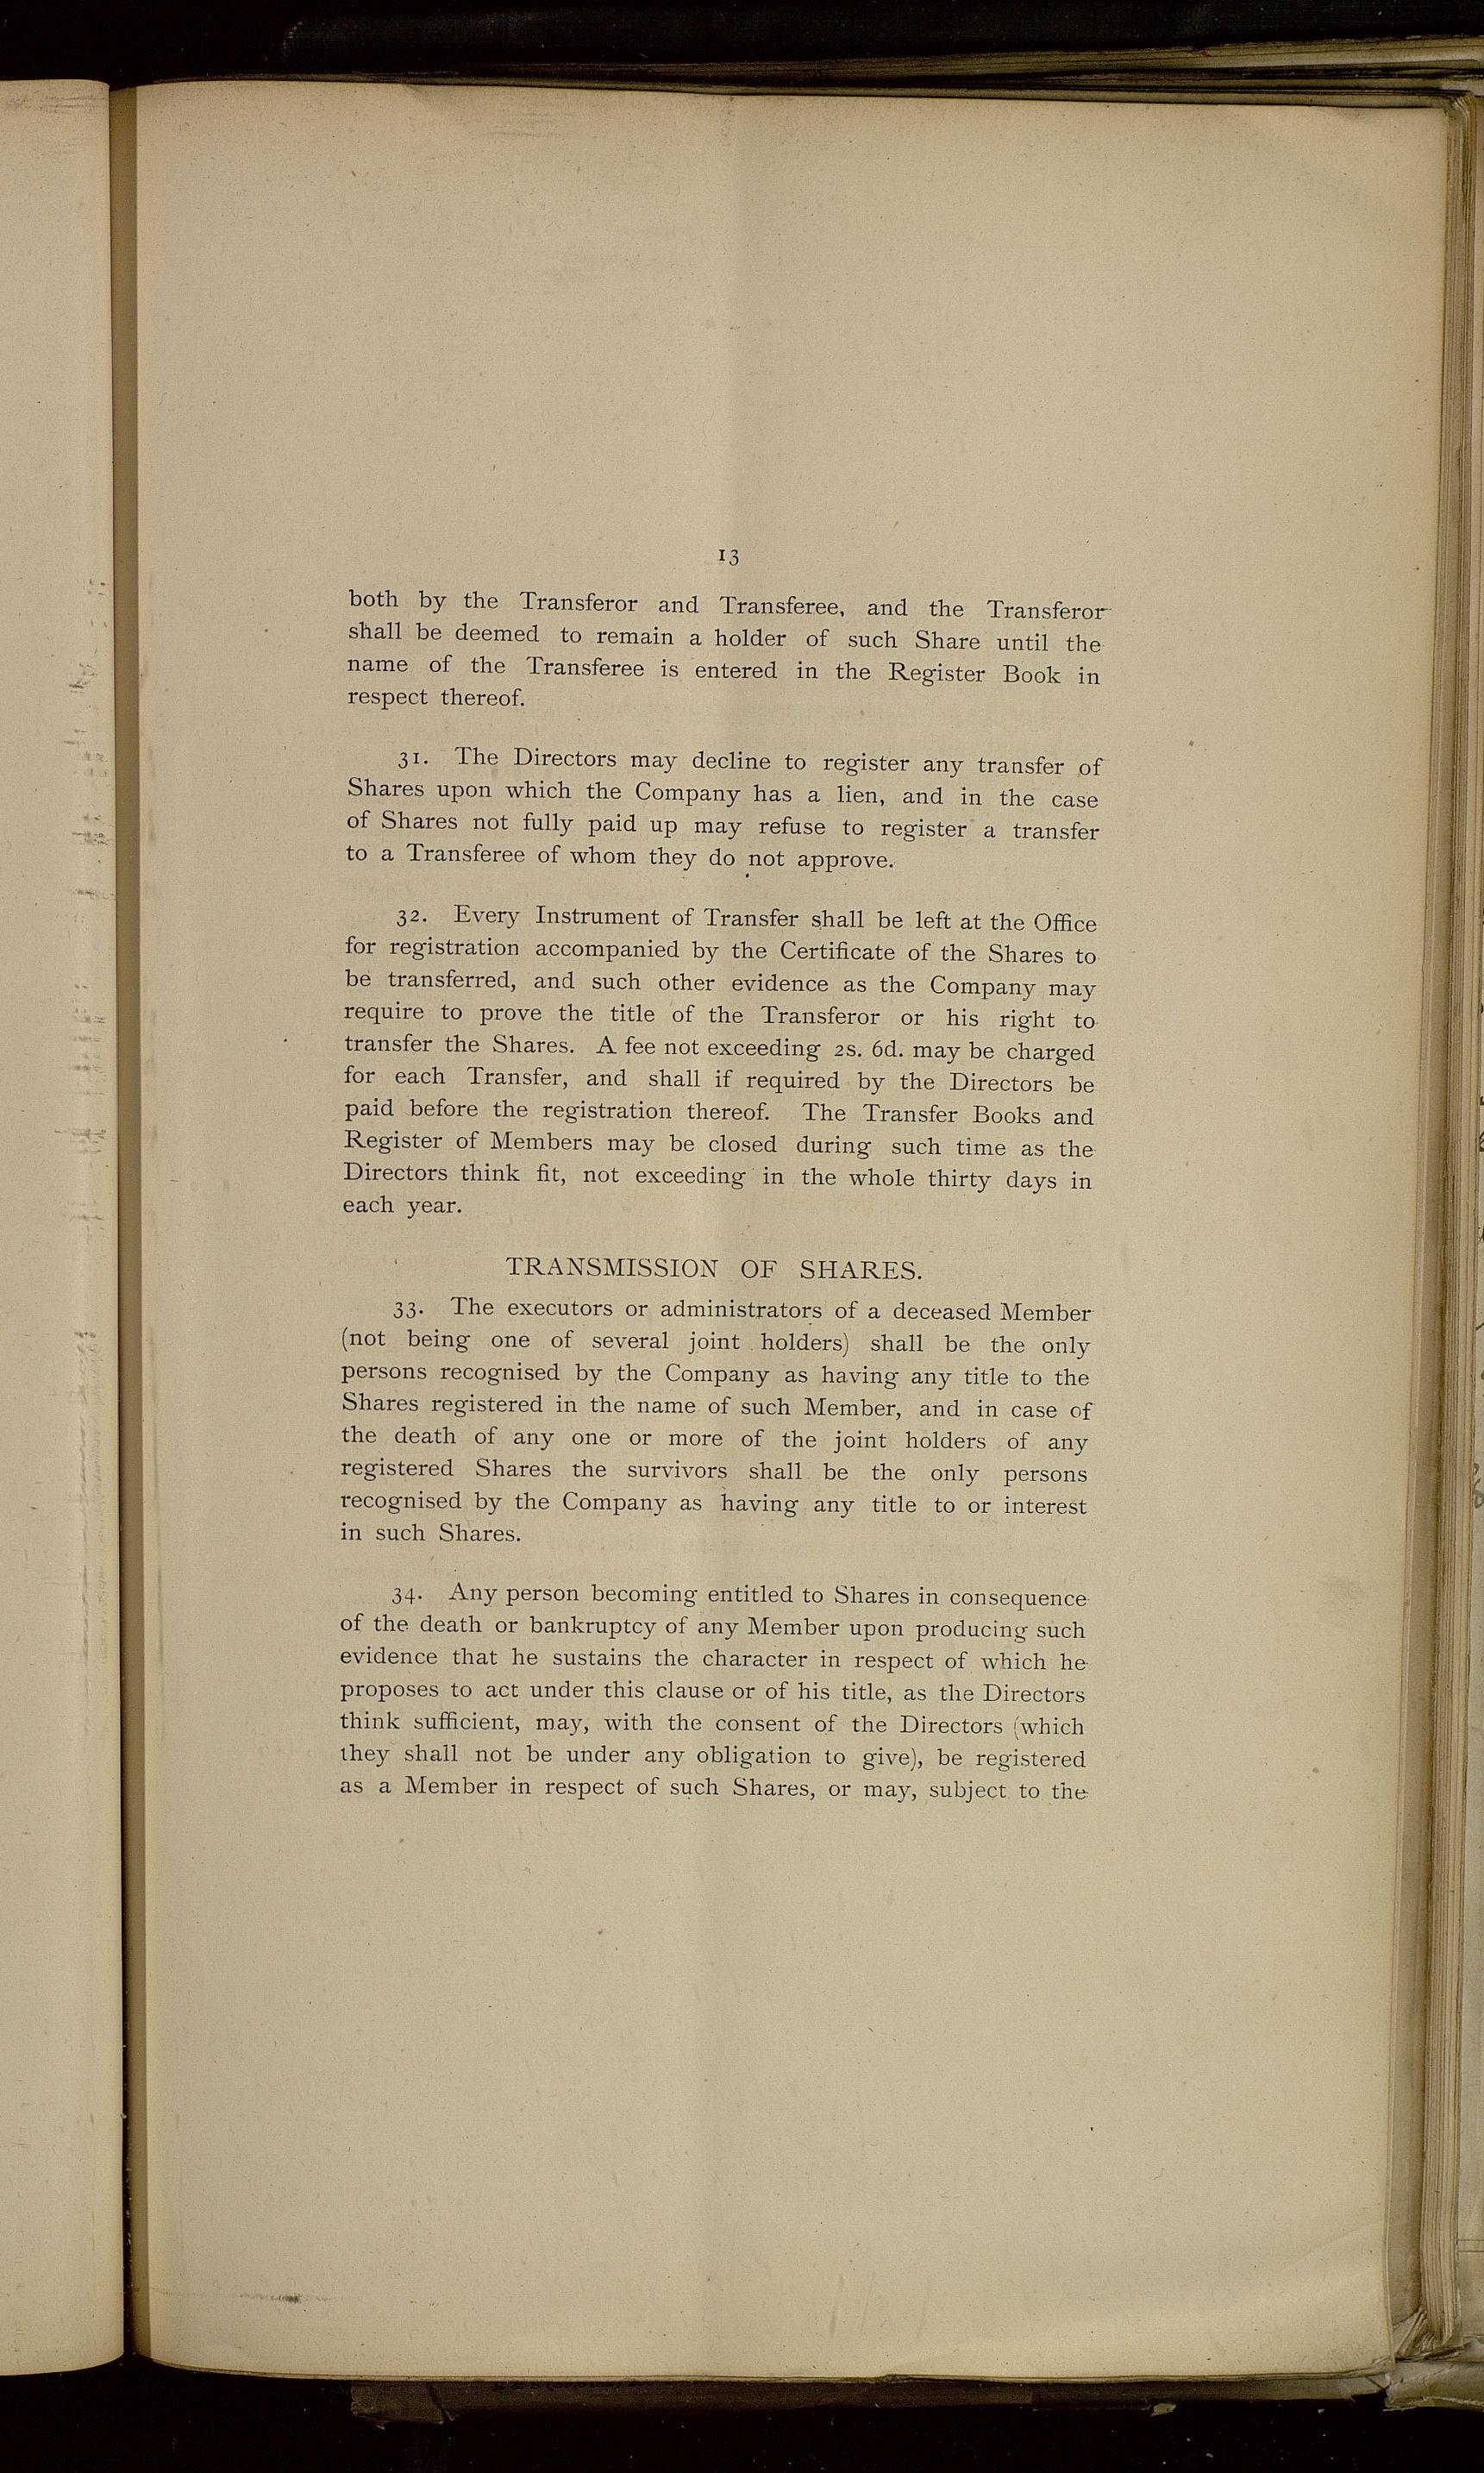 13
both by the Transferor and Transferee, and the Transferor
shall be deemed to remain a holder of such Share until the
name of the Transferee is entered in the Register Book in
respect thereof.
31. The Directors may decline to register any transfer of
Shares upon which the Company has a lien, and in the case
of Shares not fully paid up may refuse to register a transfer
to a Transferee of whom they do not approve.
32. Every Instrument of Transfer shall be left at the Office
for registration accompanied by the Certificate of the Shares to
be transferred, and such other evidence as the Company may
require to prove the title of the Transferor or his right to
transfer the Shares. A fee not exceeding 2s. 6d. may be charged
for each Transfer, and shall if required by the Directors be
paid before the registration thereof. The Transfer Books and
Register of Members may be closed during such time as the
Directors think fit, not exceeding in the whole thirty days in
each year.
TRANSMISSION OF SHARES.
33. The executors or administrators of a deceased Member
(not being one of several joint holders) shall be the only
persons recognised by the Company as having any title to the
Shares registered in the name of such Member, and in case of
the death of any one or more of the joint holders of any
registered Shares the survivors shall be the only persons
recognised by the Company as having any title to or interest
in such Shares.
34. Any person becoming entitled to Shares in consequence
of the death or bankruptcy of any Member upon producing such
evidence that he sustains the character in respect of which he
proposes to act under this clause or of his title, as the Directors
think sufficient, may, with the consent of the Directors (which
they shall not be under any obligation to give), be registered
as a Member in respect of such Shares, or may, subject to the